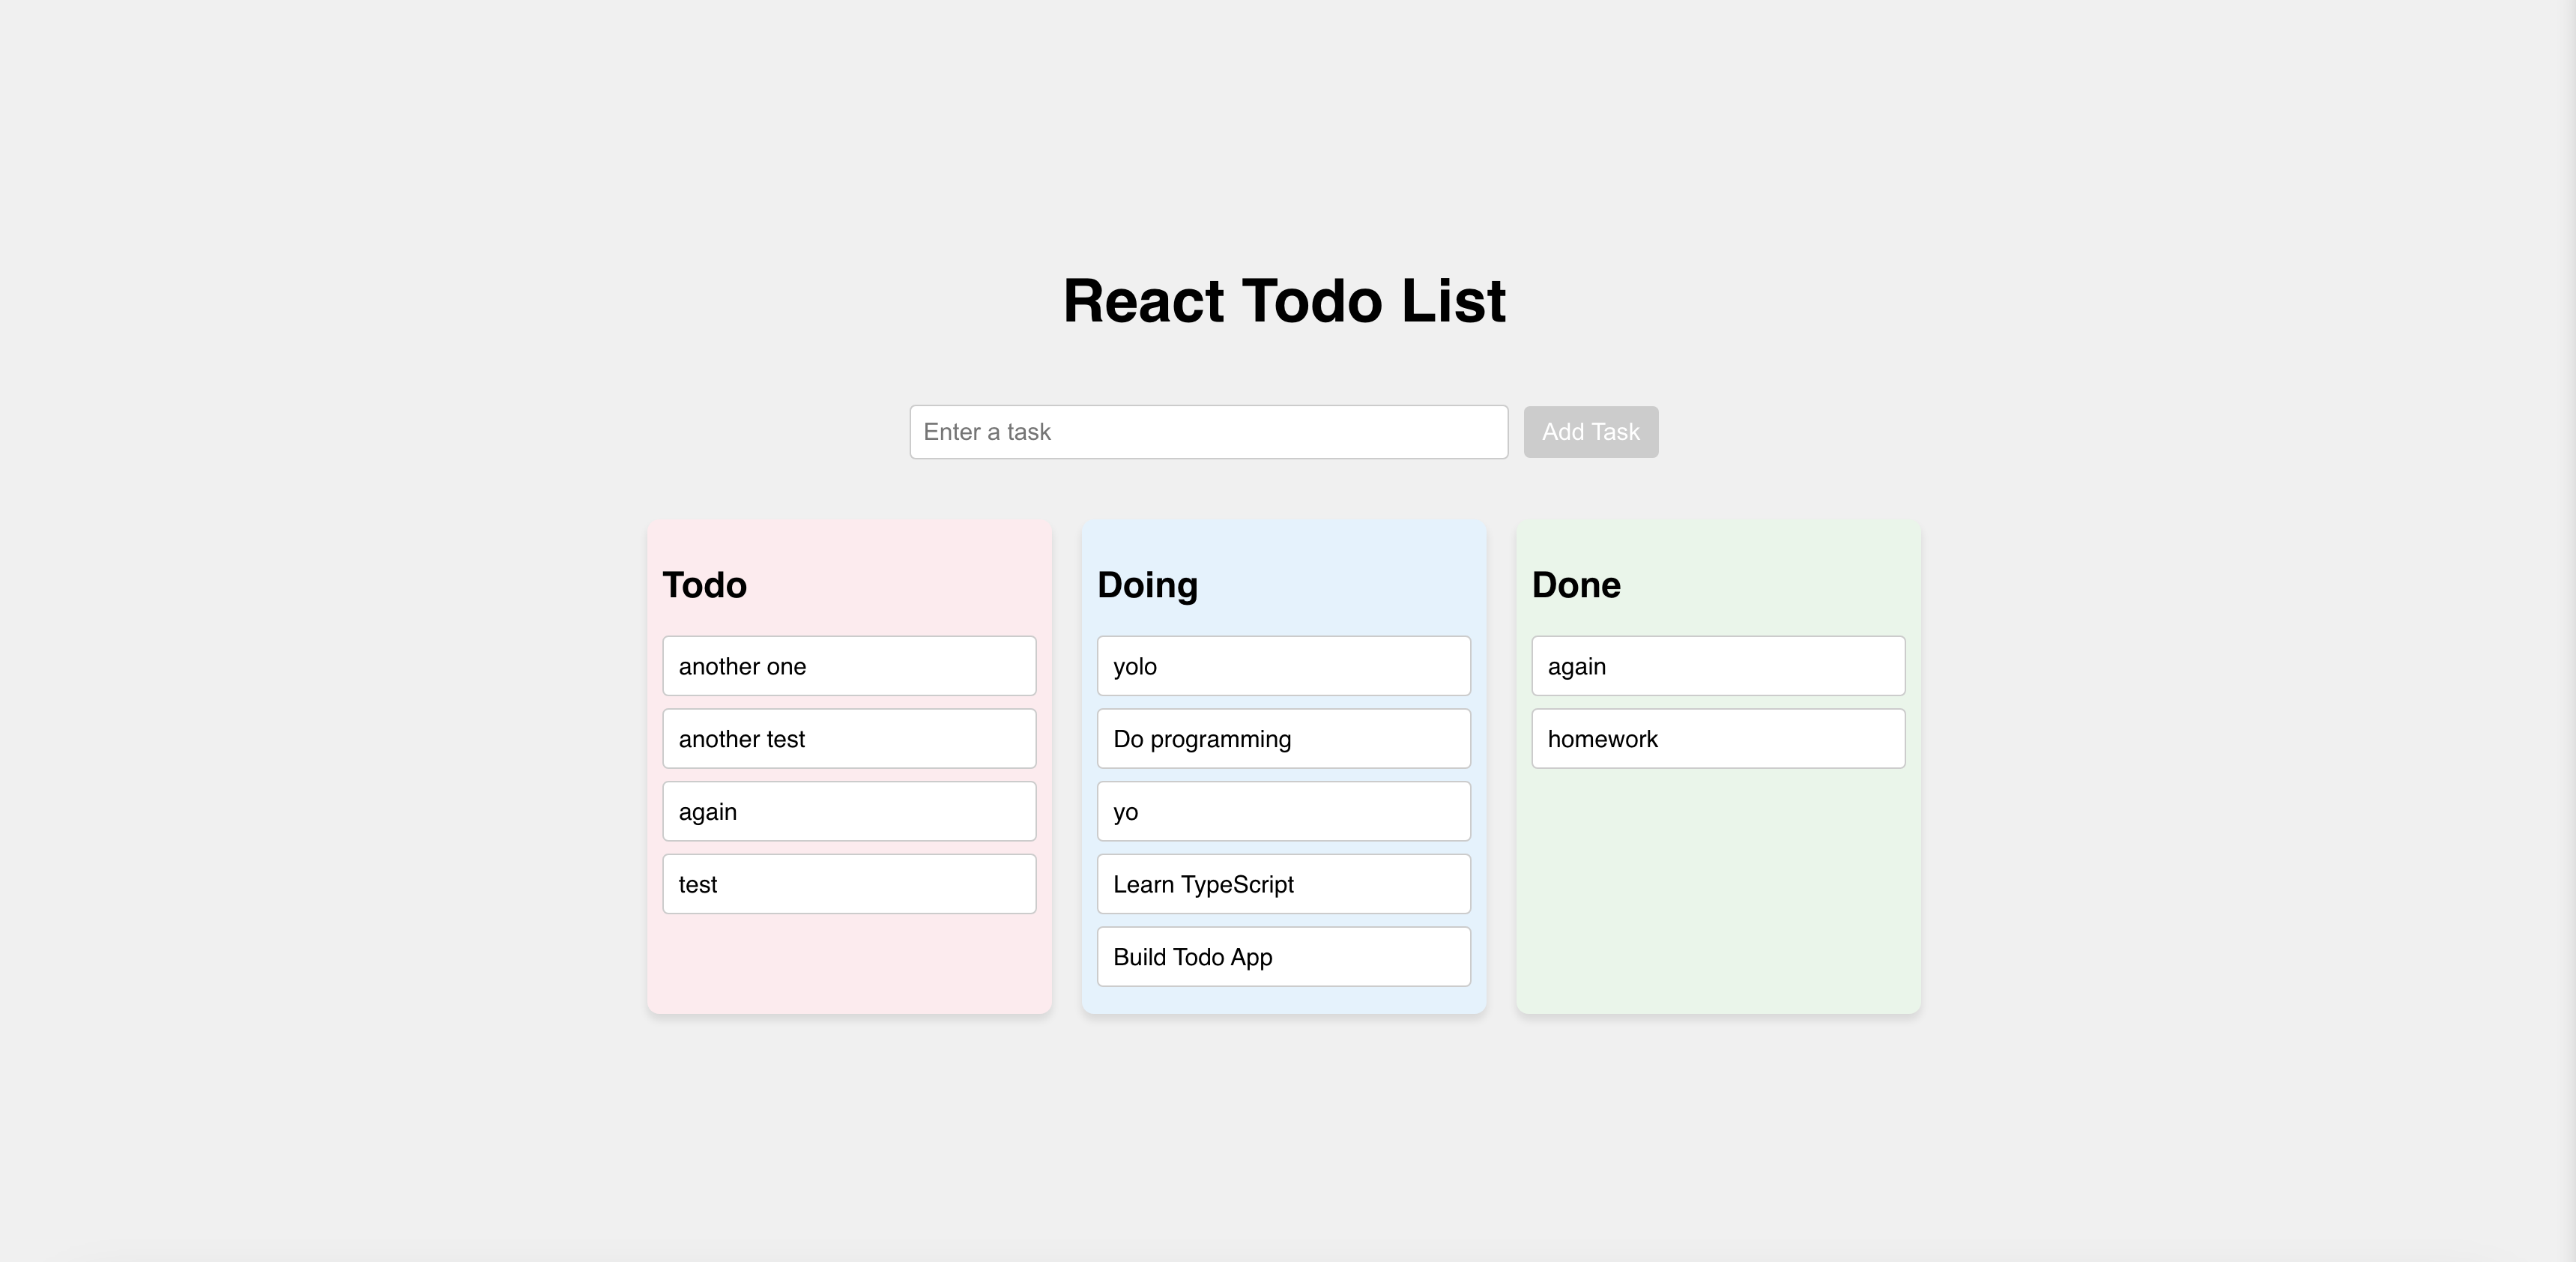 React Todo List
Enter a task
Add Task
Todo
another one
another test
again
test
Doing
yolo
Do programming
yo
Learn TypeScript
Build Todo App
Done
again
homework